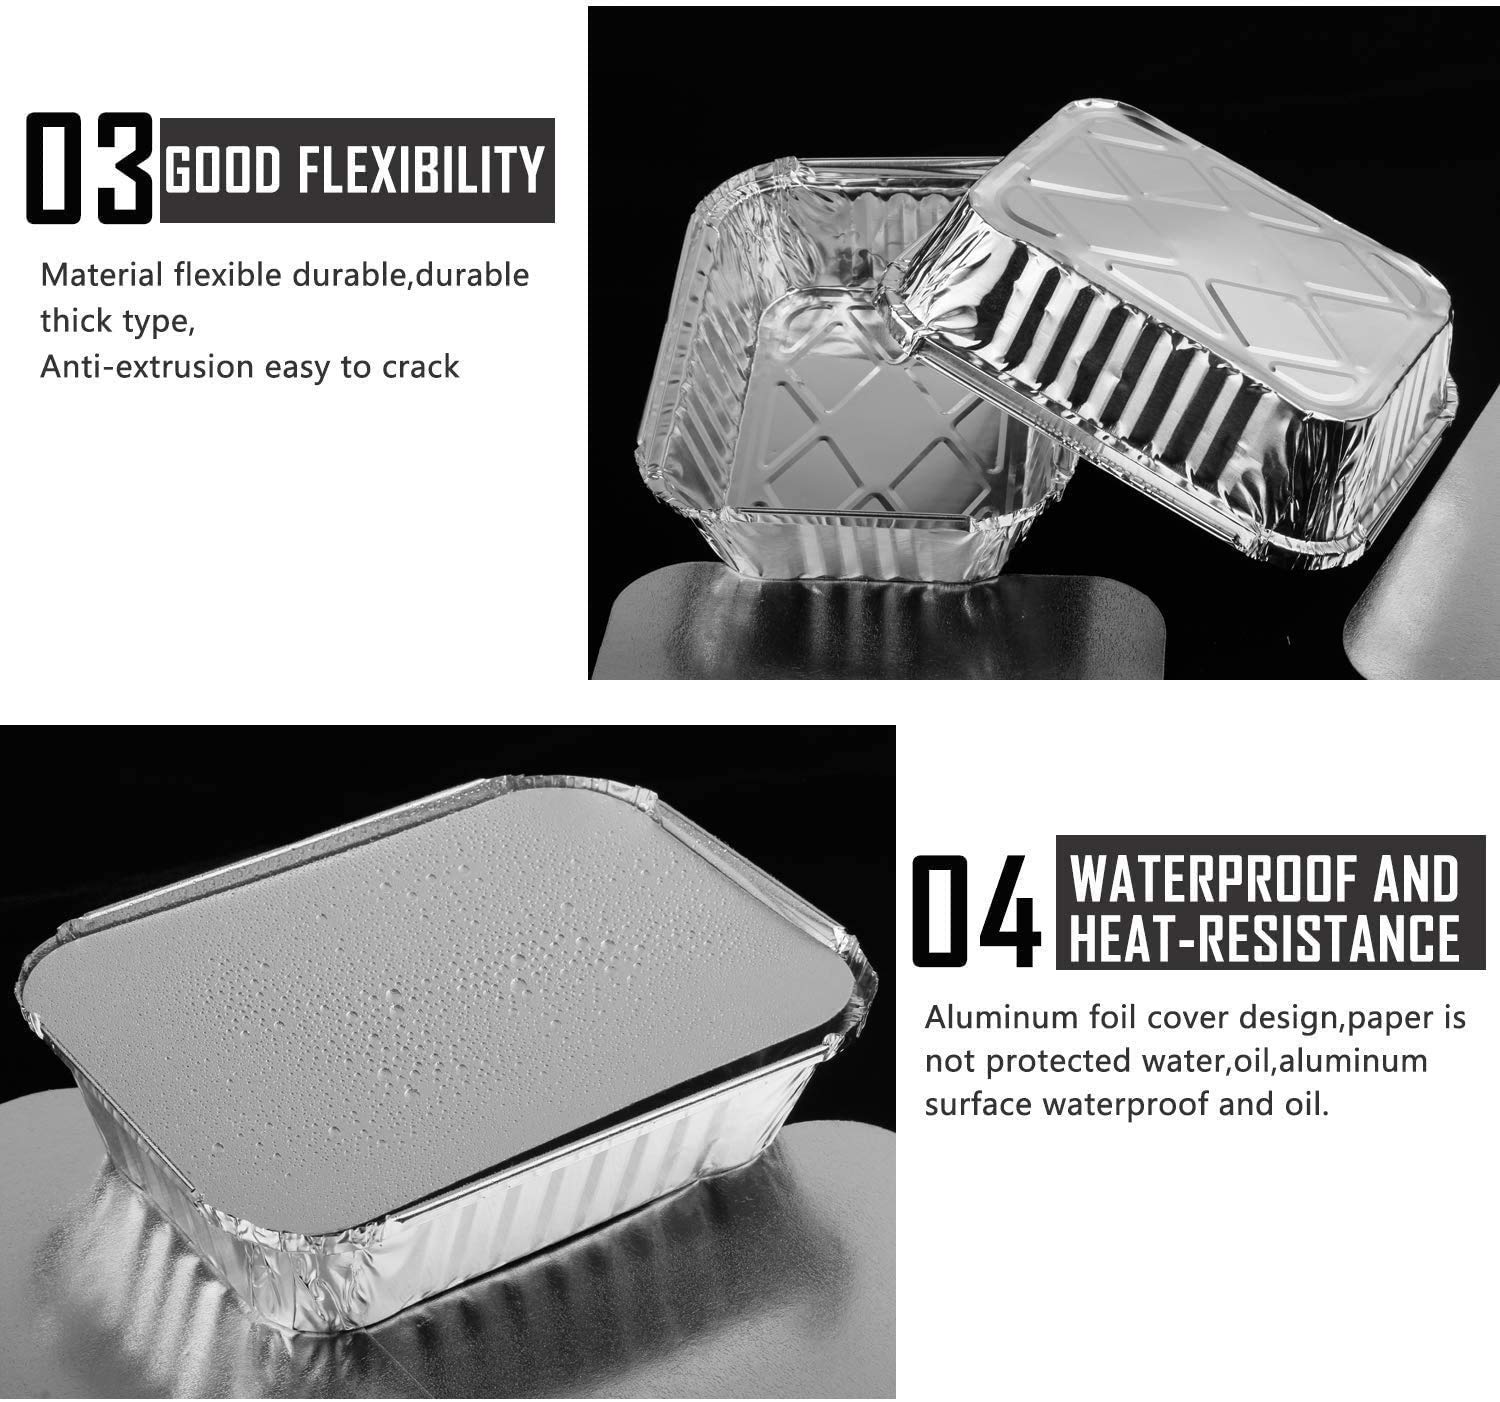 03 GOOD FLEXIBILITY
Material flexible durable,durable
thick type,
Anti-extrusion easy to crack
04 WATERPROOF AND
HEAT-RESISTANCE
Aluminum foil cover design,paper is
not protected water,oil,aluminum
surface waterproof and oil.